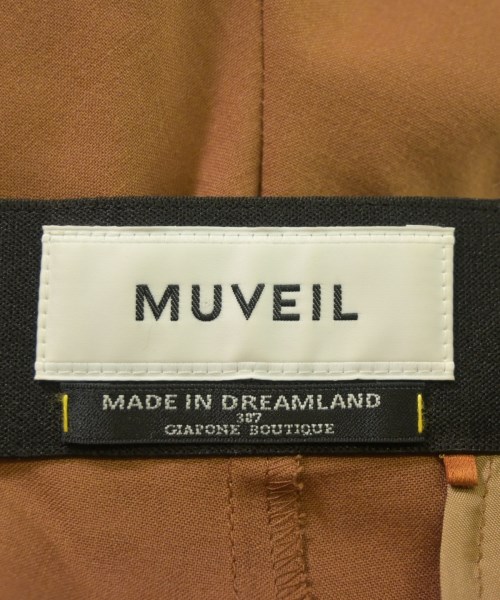 MUVEIL
MADE IN DREAMLAND
387
GIAPONE BOUTIQUE